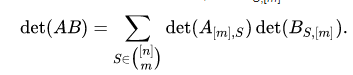 det(AB) = ∑_{S∈\binom{[n]}{m}} det(A_{[m],S}) det(B_{S,[m]}).